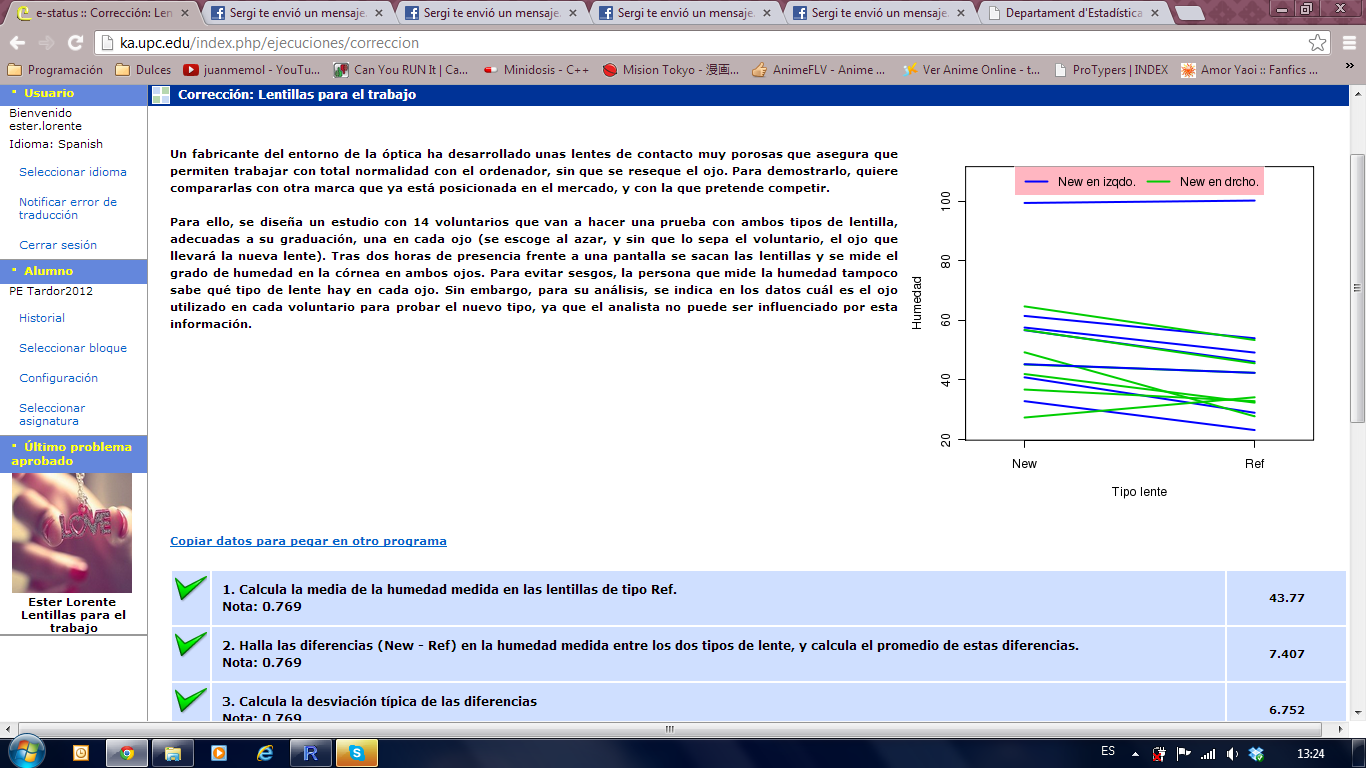 e-status :: Corrección: Len
Sergi te envió un mensaje.
Sergi te envió un mensaje.
Sergi te envió un mensaje.
Sergi te envió un mensaje.
Departament d'Estadística
ka.upc.edu/index.php/ejecuciones/correccion
Programación
Dulces
juanmemol - YouTu...
Can You RUN It | Ca...
Minidosis - C++
Mision Tokyo - 漫画...
AnimeFLV - Anime ...
Ver Anime Online - t...
ProTypers | INDEX
Amor Yaoi :: Fanfics ...
»
Usuario
Bienvenido
ester.lorente
Idioma: Spanish
Seleccionar idioma
Notificar error de
traducción
Cerrar sesión
Alumno
PE Tardor2012
Historial
Seleccionar bloque
Configuración
Seleccionar
asignatura
Último problema
aprobado
LOVE
Ester Lorente
Lentillas para el
trabajo
Corrección: Lentillas para el trabajo
Un fabricante del entorno de la óptica ha desarrollado unas lentes de contacto muy porosas que asegura que
permiten trabajar con total normalidad con el ordenador, sin que se reseque el ojo. Para demostrarlo, quiere
compararlas con otra marca que ya está posicionada en el mercado, y con la que pretende competir.
Para ello, se diseña un estudio con 14 voluntarios que van a hacer una prueba con ambos tipos de lentilla,
adecuadas a su graduación, una en cada ojo (se escoge al azar, y sin que lo sepa el voluntario, el ojo que
llevará la nueva lente). Tras dos horas de presencia frente a una pantalla se sacan las lentillas y se mide el
grado de humedad en la córnea en ambos ojos. Para evitar sesgos, la persona que mide la humedad tampoco
sabe qué tipo de lente hay en cada ojo. Sin embargo, para su análisis, se indica en los datos cuál es el ojo
utilizado en cada voluntario para probar el nuevo tipo, ya que el analista no puede ser influenciado por esta
información.
New en izqdo.
New en drcho.
Humedad
100
80
60
40
20
New
Ref
Tipo lente
Copiar datos para pegar en otro programa
1. Calcula la media de la humedad medida en las lentillas de tipo Ref.
Nota: 0.769
43.77
2. Halla las diferencias (New - Ref) en la humedad medida entre los dos tipos de lente, y calcula el promedio de estas diferencias.
Nota: 0.769
7.407
3. Calcula la desviación típica de las diferencias
Nota: 0.769
6.752
ES
13:24